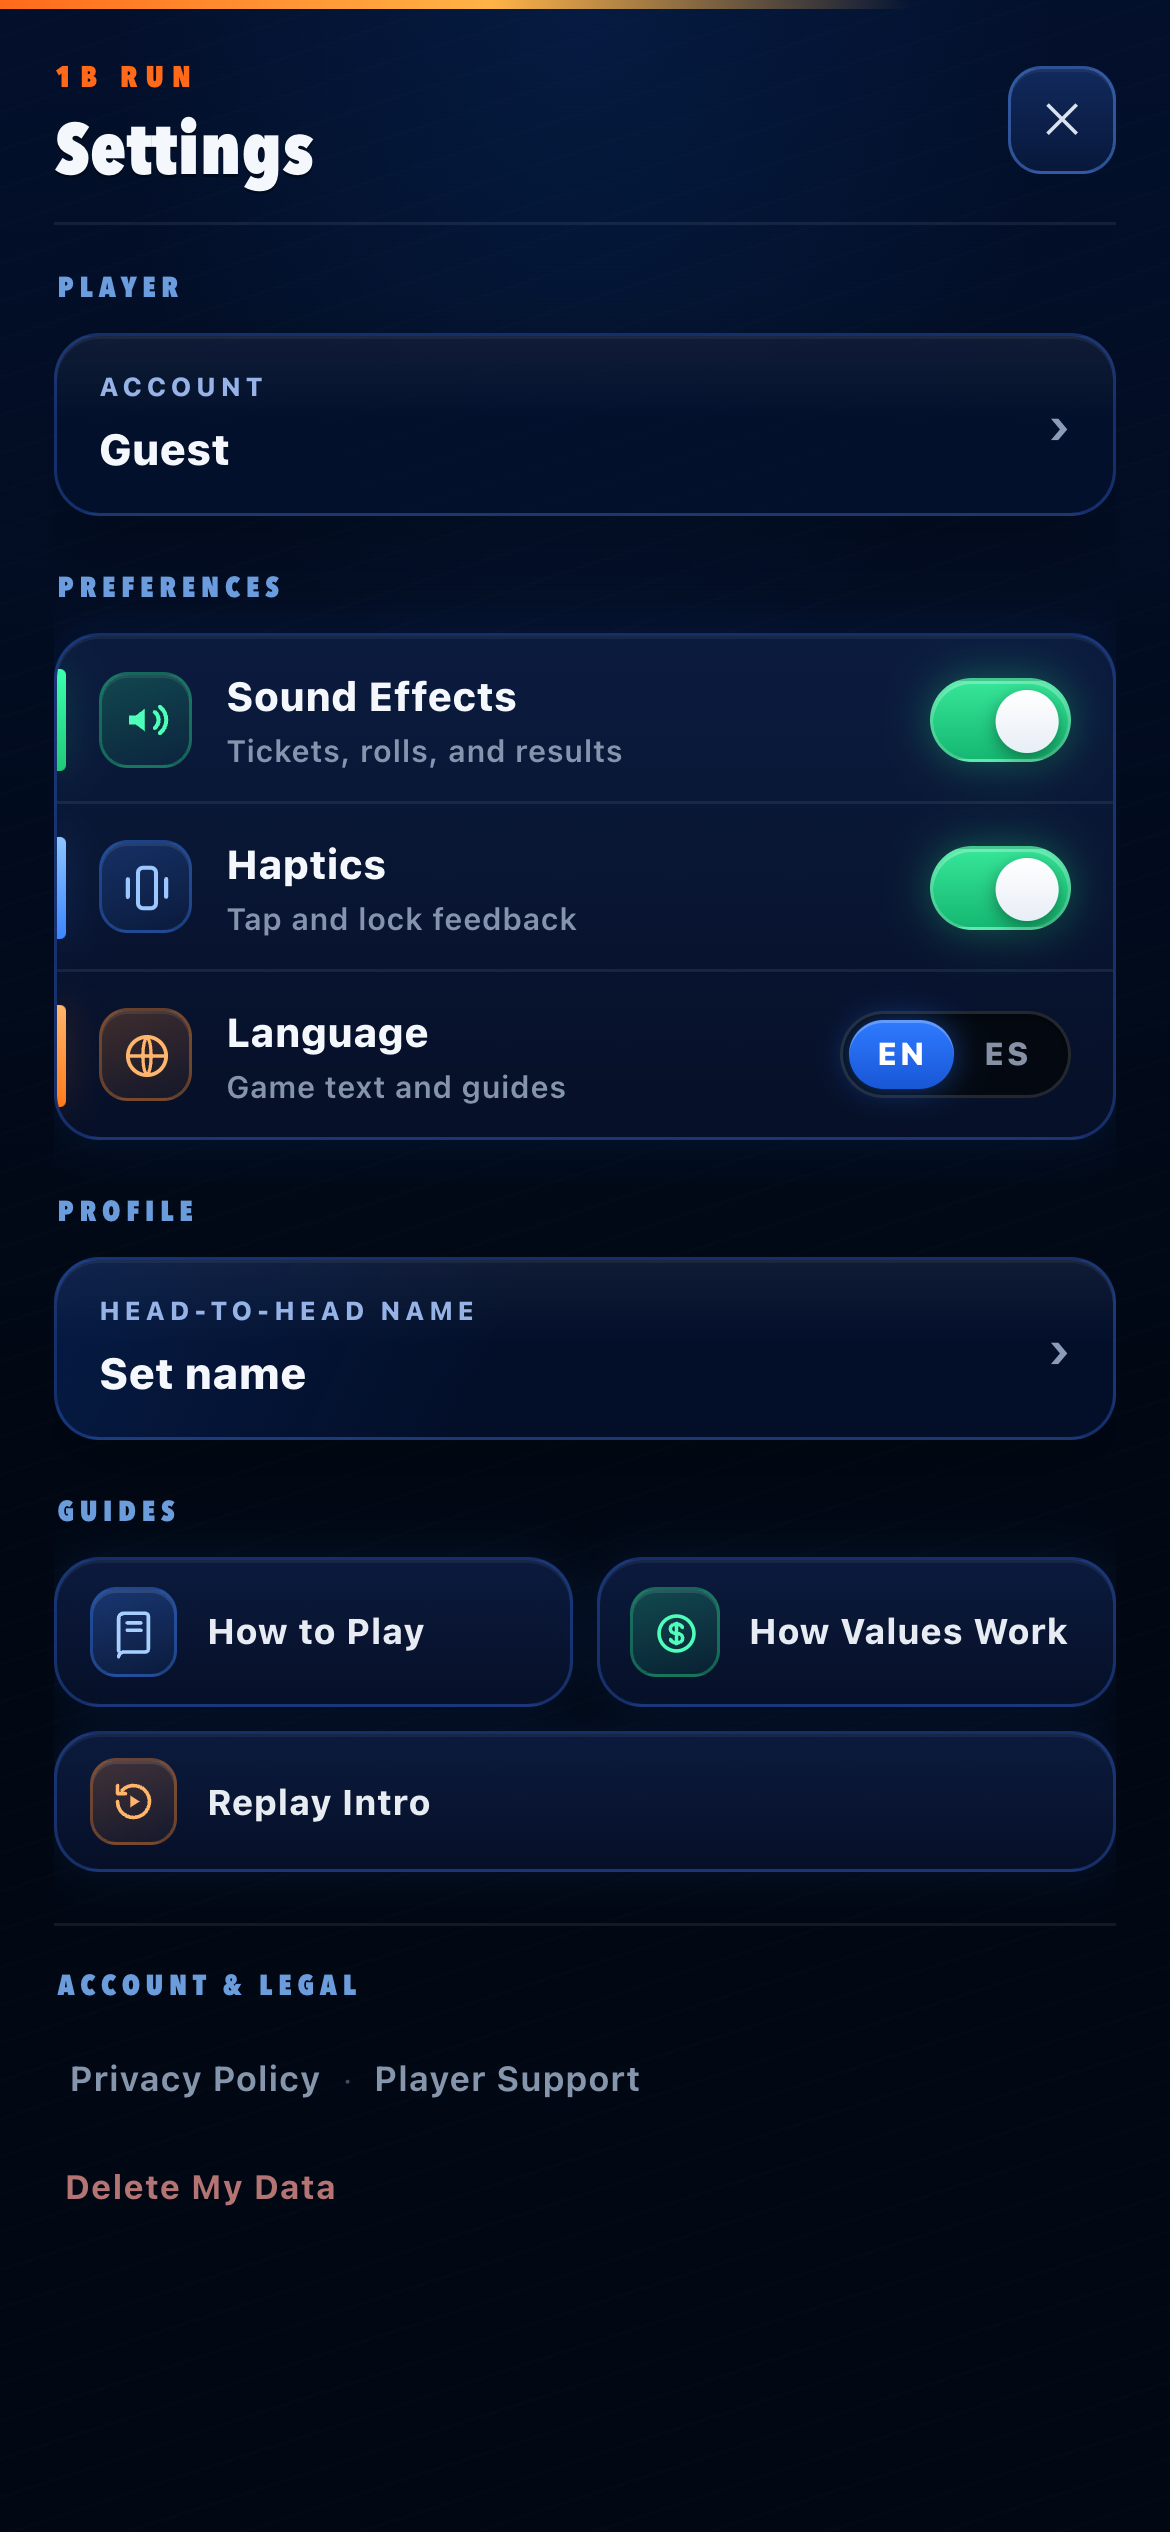 1B RUN
Settings
PLAYER
ACCOUNT
Guest
PREFERENCES
Sound Effects
Tickets, rolls, and results
Haptics
Tap and lock feedback
Language
Game text and guides
EN ES
PROFILE
HEAD-TO-HEAD NAME
Set name
GUIDES
How to Play
How Values Work
Replay Intro
ACCOUNT & LEGAL
Privacy Policy · Player Support
Delete My Data